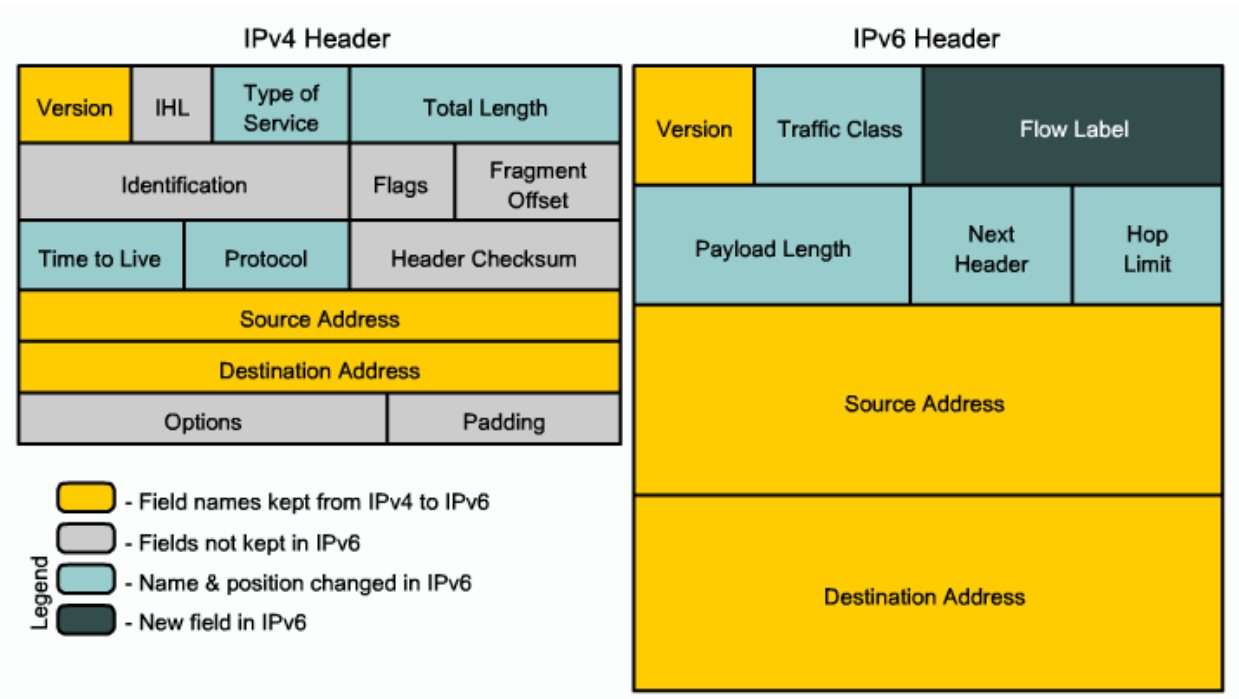 IPv4 Header
Version
IHL
Type of
Service
Total Length
Identification
Flags
Fragment
Offset
Time to Live
Protocol
Header Checksum
Source Address
Destination Address
Options
Padding
Legend
- Field names kept from IPv4 to IPv6
- Fields not kept in IPv6
- Name & position changed in IPv6
- New field in IPv6
IPv6 Header
Version
Traffic Class
Flow Label
Payload Length
Next
Header
Hop
Limit
Source Address
Destination Address